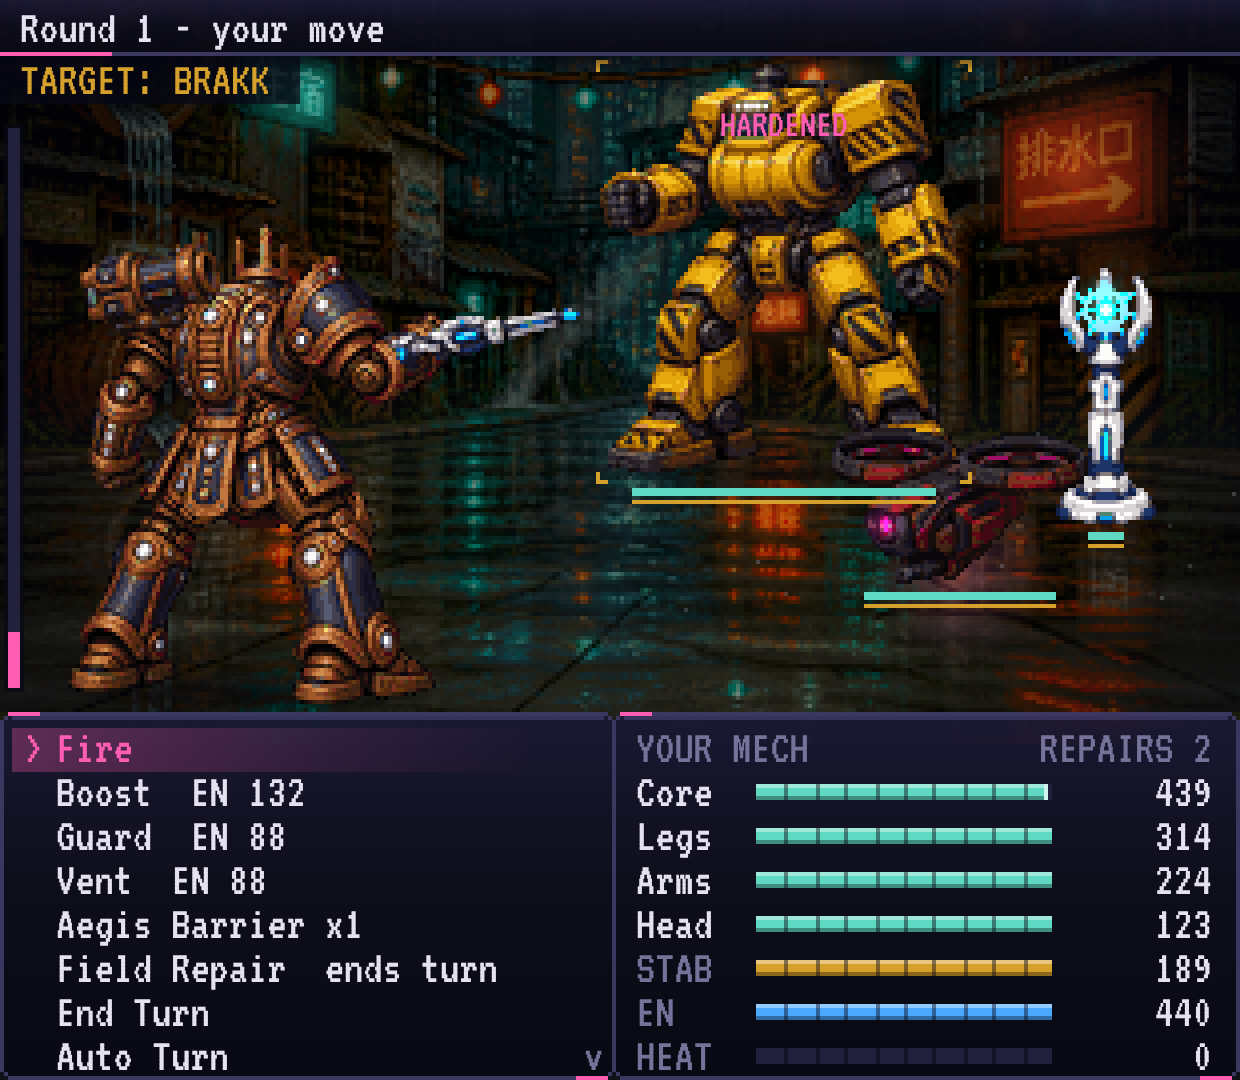 Round 1 - your move
TARGET: BRAKK
HARDENED
排水口
> Fire
Boost EN 132
Guard EN 88
Vent EN 88
Aegis Barrier x1
Field Repair ends turn
End Turn
Auto Turn v
YOUR MECH REPAIRS 2
Core 439
Legs 314
Arms 224
Head 123
STAB 189
EN 440
HEAT 0